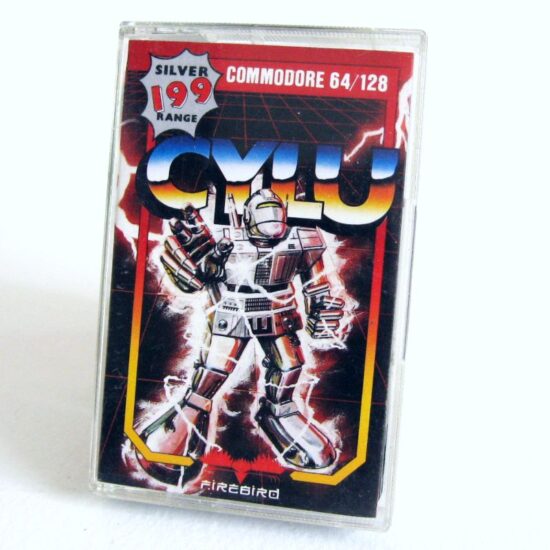 SILVER
199
RANGE
COMMODORE 64/128
CYLU
FIREBIRD